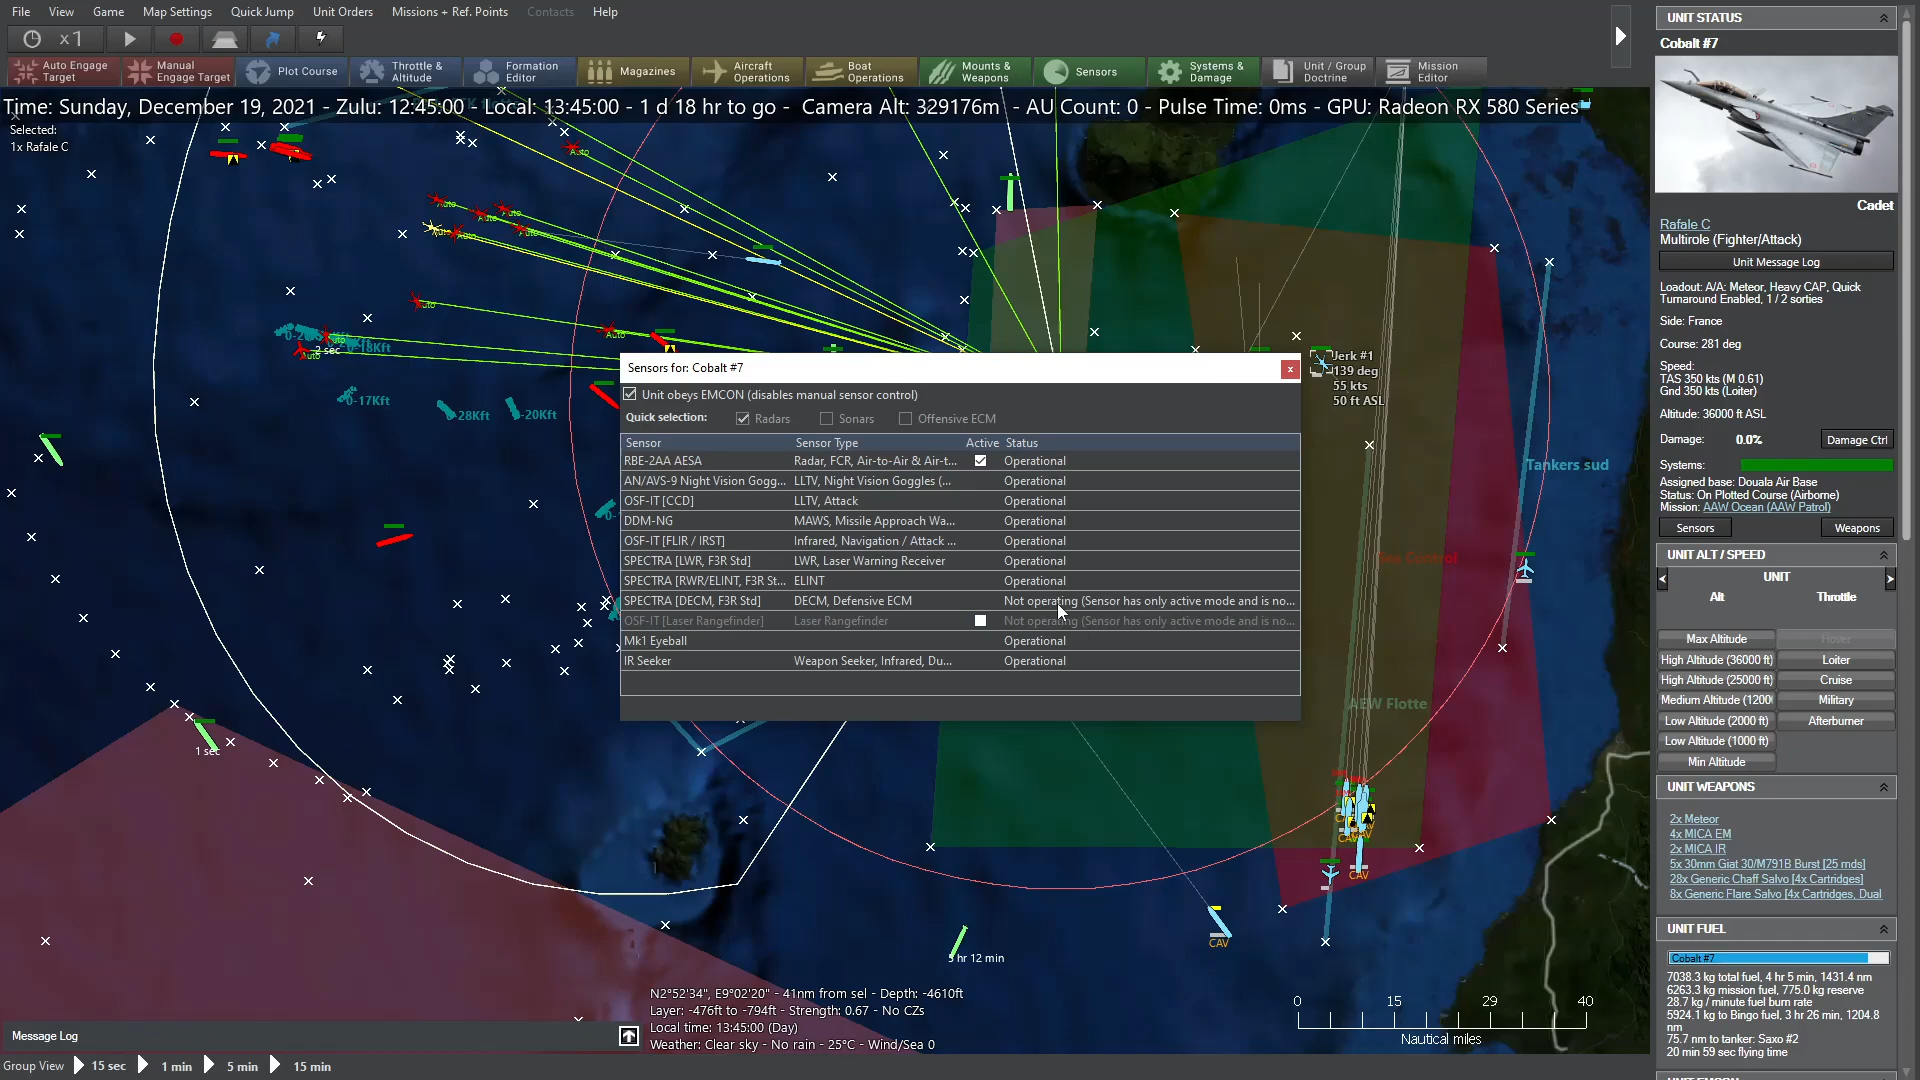 File View Game Map Settings Quick Jump Unit Orders Missions + Ref. Points Contacts Help
x1
Auto Engage Target
Manual Engage Target
Plot Course
Throttle & Altitude
Formation Editor
Magazines
Aircraft Operations
Boat Operations
Mounts & Weapons
Sensors
Systems & Damage
Unit / Group Doctrine
Mission Editor
Time: Sunday, December 19, 2021 - Zulu: 12:45:00 - Local: 13:45:00 - 1 d 18 hr to go - Camera Alt: 329176m - AU Count: 0 - Pulse Time: 0ms - GPU: Radeon RX 580 Series
Selected:
1x Rafale C
Auto
2 sec
0-17Kft
-28Kft
-20Kft
Jerk #1
139 deg
55 kts
50 ft ASL
Tankers sud
AEW Flotte
CAV
CAV
1 sec
Sensors for: Cobalt #7
x
Unit obeys EMCON (disables manual sensor control)
Quick selection: Radars Sonars Offensive ECM
Sensor Sensor Type Active Status
RBE-2AA AESA Radar, FCR, Air-to-Air & Air-t... Operational
AN/AVS-9 Night Vision Gogg... LLTV, Night Vision Goggles (... Operational
OSF-IT [CCD] LLTV, Attack Operational
DDM-NG MAWS, Missile Approach Wa... Operational
OSF-IT [FLIR / IRST] Infrared, Navigation / Attack ... Operational
SPECTRA [LWR, F3R Std] LWR, Laser Warning Receiver Operational
SPECTRA [RWR/ELINT, F3R St... ELINT Operational
SPECTRA [DECM, F3R Std] DECM, Defensive ECM Not operating (Sensor has only active mode and is no...
OSF-IT [Laser Rangefinder] Laser Rangefinder Not operating (Sensor has only active mode and is no...
Mk1 Eyeball Operational
IR Seeker Weapon Seeker, Infrared, Du... Operational
N2°52'34", E9°02'20" - 41nm from sel - Depth: -4610ft
Layer: -476ft to -794ft - Strength: 0.67 - No CZs
Local time: 13:45:00 (Day)
Weather: Clear sky - No rain - 25°C - Wind/Sea 0
0 15 29 40
Nautical miles
Message Log
Group View 15 sec 1 min 5 min 15 min
UNIT STATUS
Cobalt #7
Cadet
Rafale C
Multirole (Fighter/Attack)
Unit Message Log
Loadout: A/A: Meteor, Heavy CAP, Quick
Turnaround Enabled, 1 / 2 sorties
Side: France
Course: 281 deg
Speed:
TAS 350 kts (M 0.61)
Gnd 350 kts (Loiter)
Altitude: 36000 ft ASL
Damage: 0.0% Damage Ctrl
Systems:
Assigned base: Douala Air Base
Status: On Plotted Course (Airborne)
Mission: AAW Ocean (AAW Patrol)
Sensors Weapons
UNIT ALT / SPEED
UNIT
Alt Throttle
Max Altitude Hover
High Altitude (36000 ft) Loiter
High Altitude (25000 ft) Cruise
Medium Altitude (1200 Military
Low Altitude (2000 ft) Afterburner
Low Altitude (1000 ft)
Min Altitude
UNIT WEAPONS
2x Meteor
4x MICA EM
2x MICA IR
5x 30mm Giat 30/M791B Burst [25 rnds]
28x Generic Chaff Salvo [4x Cartridges]
8x Generic Flare Salvo [4x Cartridges, Dual
UNIT FUEL
Cobalt #7
7038.3 kg total fuel, 4 hr 5 min, 1431.4 nm
6263.3 kg mission fuel, 775.0 kg reserve
28.7 kg / minute fuel burn rate
5924.1 kg to Bingo fuel, 3 hr 26 min, 1204.8
nm
75.7 nm to tanker: Saxo #2
20 min 59 sec flying time